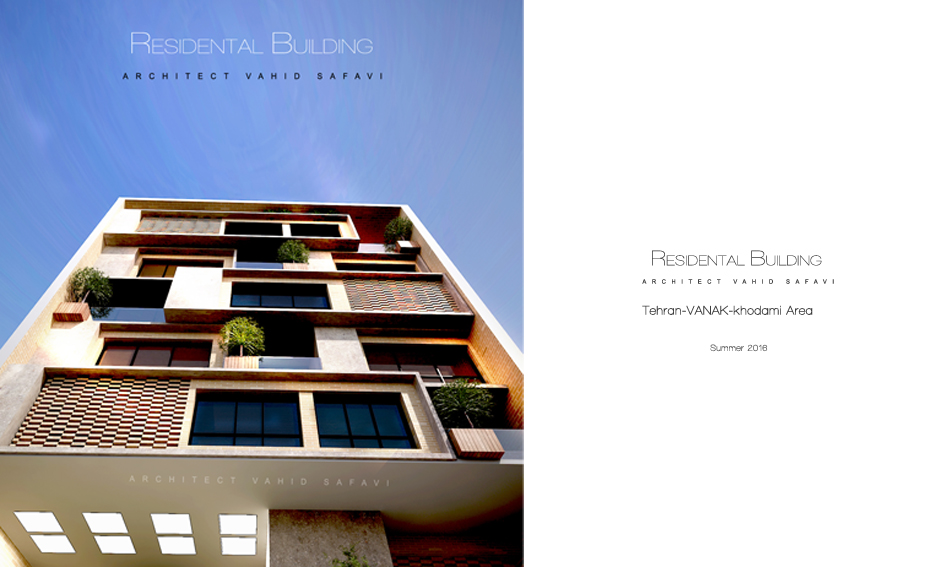 RESIDENTAL BUILDING
ARCHITECT VAHID SAFAVI
ARCHITECT VAHID SAFAVI
RESIDENTAL BUILDING
ARCHITECT VAHID SAFAVI
Tehran-VANAK-khodami Area
Summer 2016